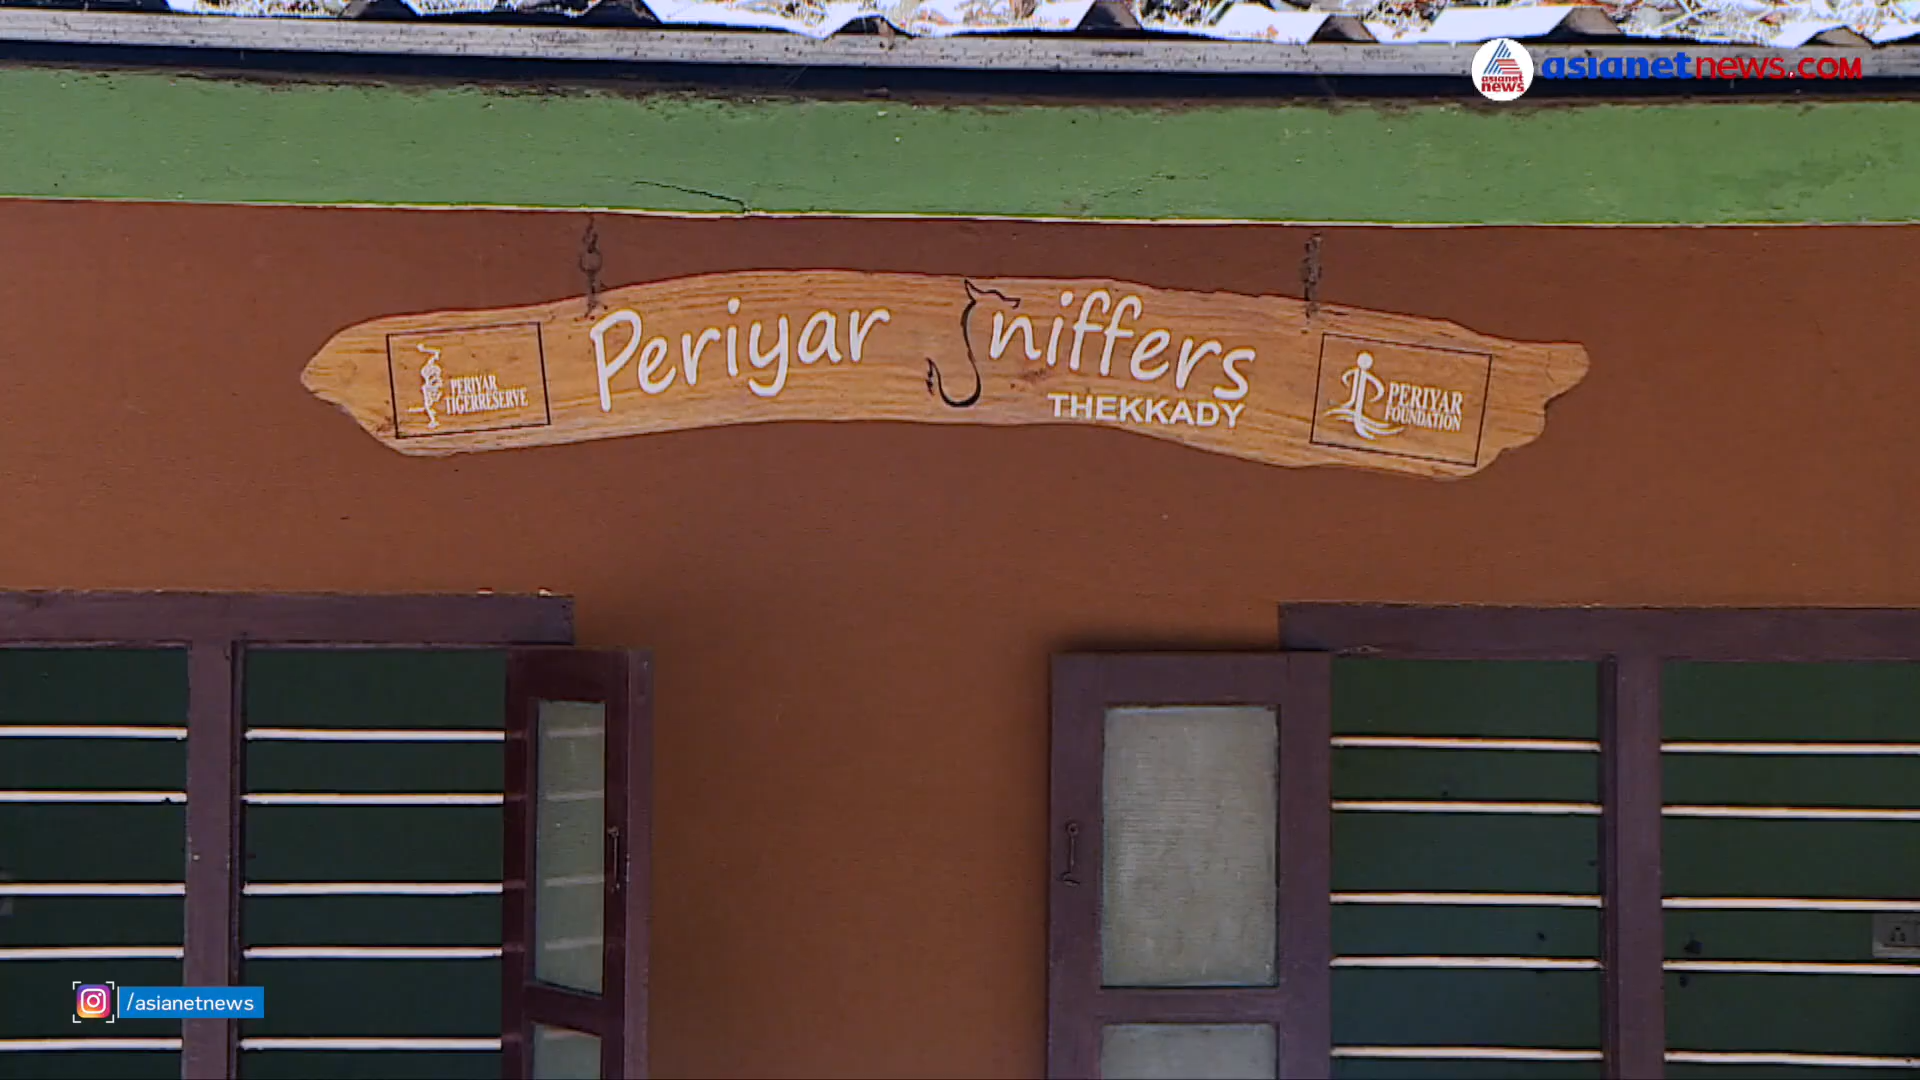 asianet news
asianetnews.COM
Periyar Sniffers
THEKKADY
PERIYAR
TIGERRESERVE
PERIYAR
FOUNDATION
/asianetnews